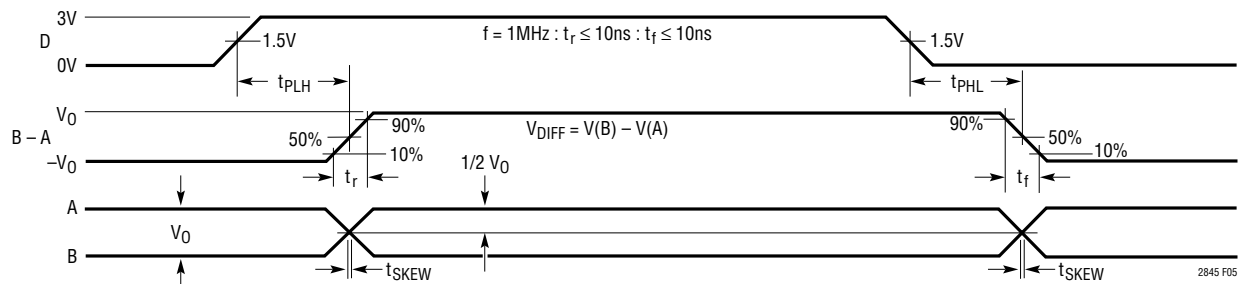 3V
D
0V
1.5V
f = 1MHz : tr ≤ 10ns : tf ≤ 10ns
1.5V
tPLH
tPHL
VO
B – A
–VO
50%
90%
10%
VDIFF = V(B) – V(A)
90%
50%
10%
tr
1/2 VO
tf
A
VO
B
tSKEW
tSKEW
2845 F05